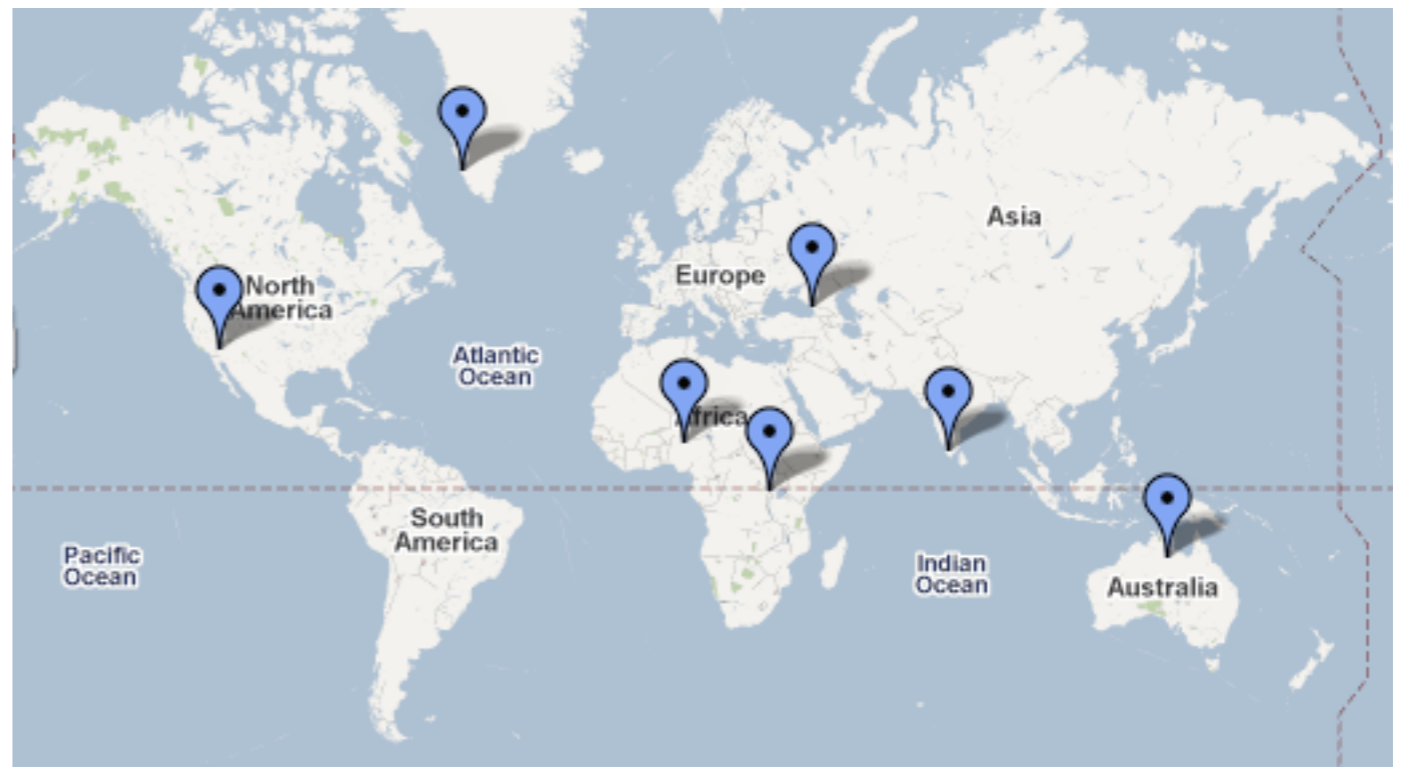 Asia
Europe
North
America
Atlantic
Ocean
Africa
South
America
Pacific
Ocean
Indian
Ocean
Australia